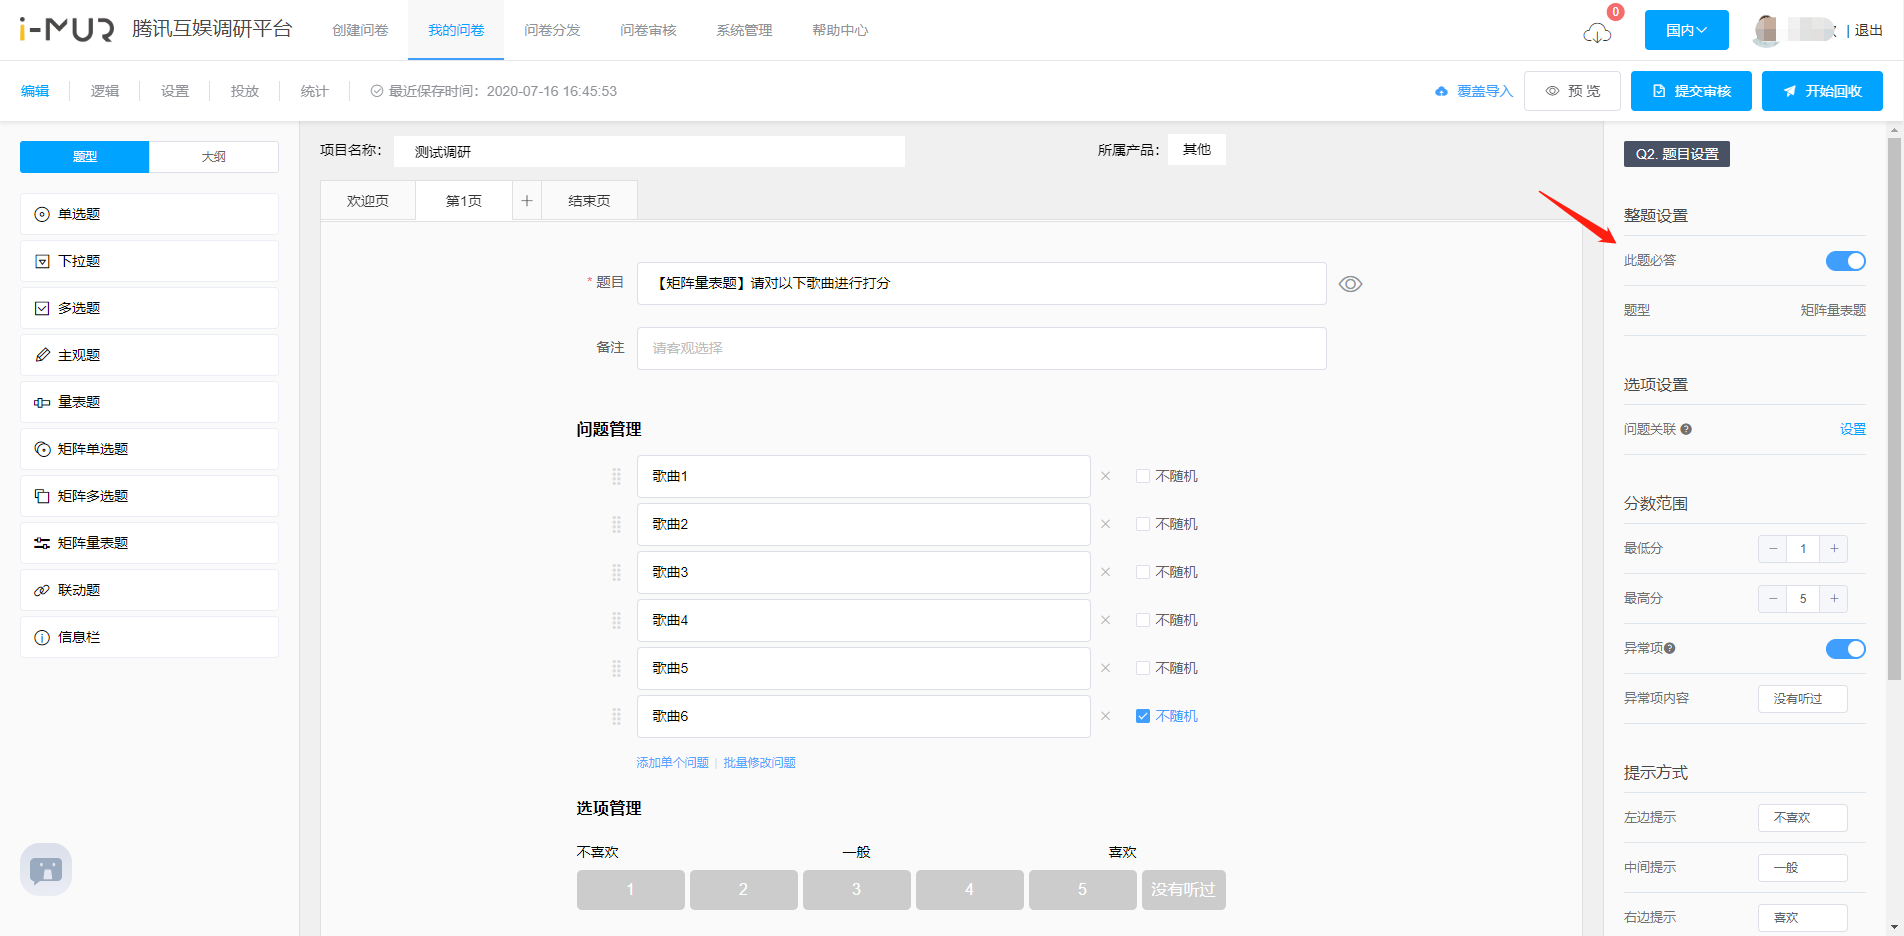 i-MUR 腾讯互娱调研平台 创建问卷 我的问卷 问卷分发 问卷审核 系统管理 帮助中心 0 国内 | 退出
编辑 逻辑 设置 投放 统计 最近保存时间：2020-07-16 16:45:53 覆盖导入 预 览 提交审核 开始回收
题型 大纲
单选题
下拉题
多选题
主观题
量表题
矩阵单选题
矩阵多选题
矩阵量表题
联动题
信息栏
项目名称： 测试调研 所属产品： 其他
欢迎页 第1页 + 结束页
* 题目 【矩阵量表题】请对以下歌曲进行打分
备注 请客观选择
问题管理
歌曲1 × 不随机
歌曲2 × 不随机
歌曲3 × 不随机
歌曲4 × 不随机
歌曲5 × 不随机
歌曲6 × 不随机
添加单个问题 | 批量修改问题
选项管理
不喜欢 一般 喜欢
1 2 3 4 5 没有听过
Q2. 题目设置
整题设置
此题必答
题型 矩阵量表题
选项设置
问题关联 ? 设置
分数范围
最低分 − 1 +
最高分 − 5 +
异常项 ?
异常项内容 没有听过
提示方式
左边提示 不喜欢
中间提示 一般
右边提示 喜欢